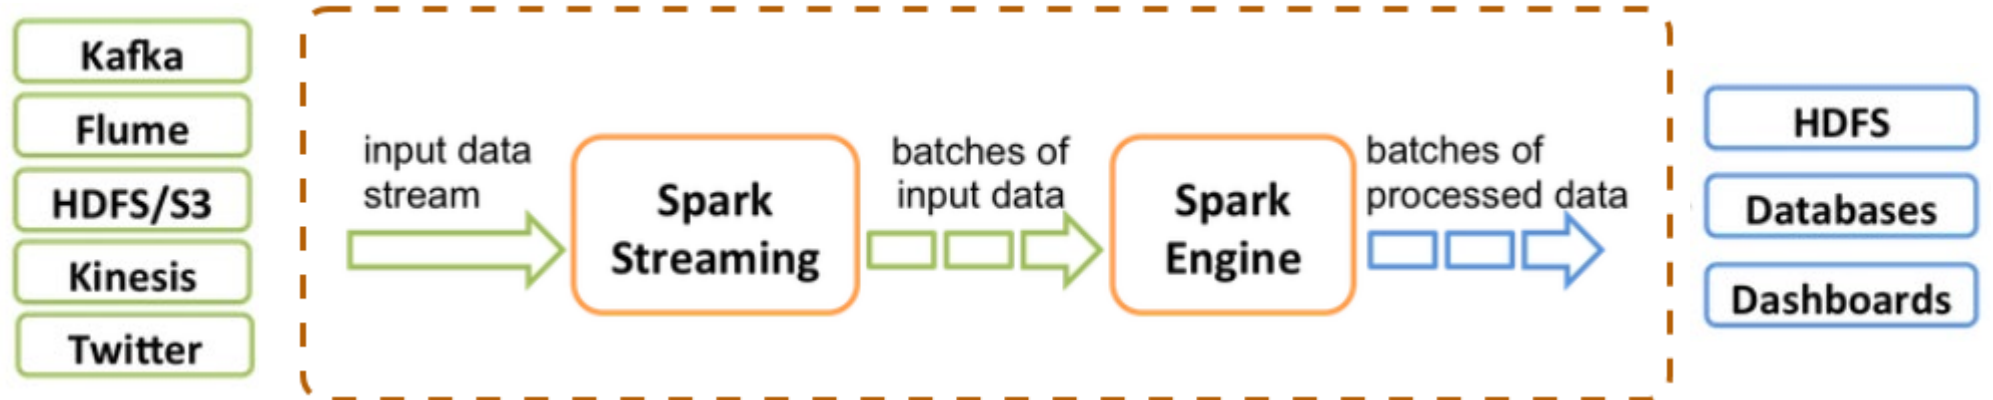 Kafka
Flume
HDFS/S3
Kinesis
Twitter
input data
stream
Spark
Streaming
batches of
input data
Spark
Engine
batches of
processed data
HDFS
Databases
Dashboards